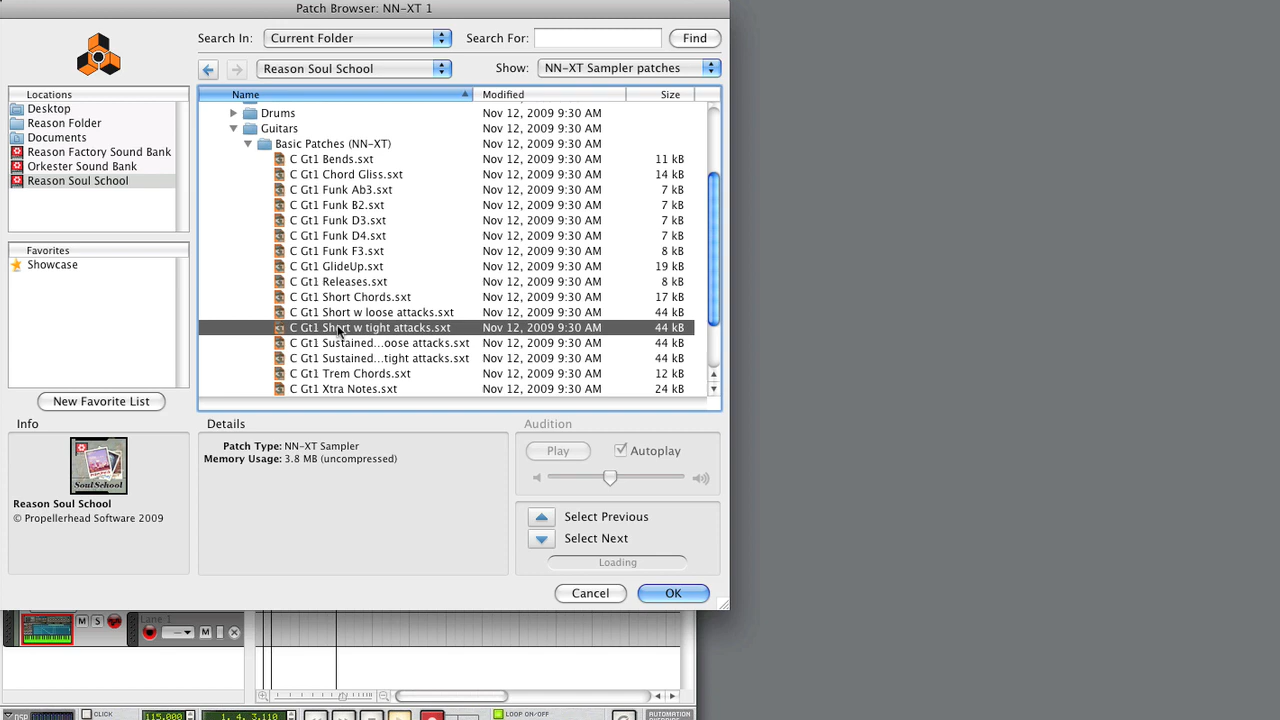 Patch Browser: NN-XT 1
Search In: Current Folder Search For: Find
Reason Soul School Show: NN-XT Sampler patches
Locations
Desktop
Reason Folder
Documents
Reason Factory Sound Bank
Orkester Sound Bank
Reason Soul School
Favorites
Showcase
New Favorite List
Name Modified Size
Drums Nov 12, 2009 9:30 AM
Guitars Nov 12, 2009 9:30 AM
Basic Patches (NN-XT) Nov 12, 2009 9:30 AM
C Gt1 Bends.sxt Nov 12, 2009 9:30 AM 11 kB
C Gt1 Chord Gliss.sxt Nov 12, 2009 9:30 AM 14 kB
C Gt1 Funk Ab3.sxt Nov 12, 2009 9:30 AM 7 kB
C Gt1 Funk B2.sxt Nov 12, 2009 9:30 AM 7 kB
C Gt1 Funk D3.sxt Nov 12, 2009 9:30 AM 7 kB
C Gt1 Funk D4.sxt Nov 12, 2009 9:30 AM 7 kB
C Gt1 Funk F3.sxt Nov 12, 2009 9:30 AM 8 kB
C Gt1 GlideUp.sxt Nov 12, 2009 9:30 AM 19 kB
C Gt1 Releases.sxt Nov 12, 2009 9:30 AM 8 kB
C Gt1 Short Chords.sxt Nov 12, 2009 9:30 AM 17 kB
C Gt1 Short w loose attacks.sxt Nov 12, 2009 9:30 AM 44 kB
C Gt1 Short w tight attacks.sxt Nov 12, 2009 9:30 AM 44 kB
C Gt1 Sustained...oose attacks.sxt Nov 12, 2009 9:30 AM 44 kB
C Gt1 Sustained...tight attacks.sxt Nov 12, 2009 9:30 AM 44 kB
C Gt1 Trem Chords.sxt Nov 12, 2009 9:30 AM 12 kB
C Gt1 Xtra Notes.sxt Nov 12, 2009 9:30 AM 24 kB
Info
SoulSchool
Reason Soul School
© Propellerhead Software 2009
Details
Patch Type: NN-XT Sampler
Memory Usage: 3.8 MB (uncompressed)
Audition
Play Autoplay
Select Previous
Select Next
Loading
Cancel OK
M S Lane 1
M
DSP CLICK 115.000 1. 4. 3.110 LOOP ON/OFF AUTOMATION